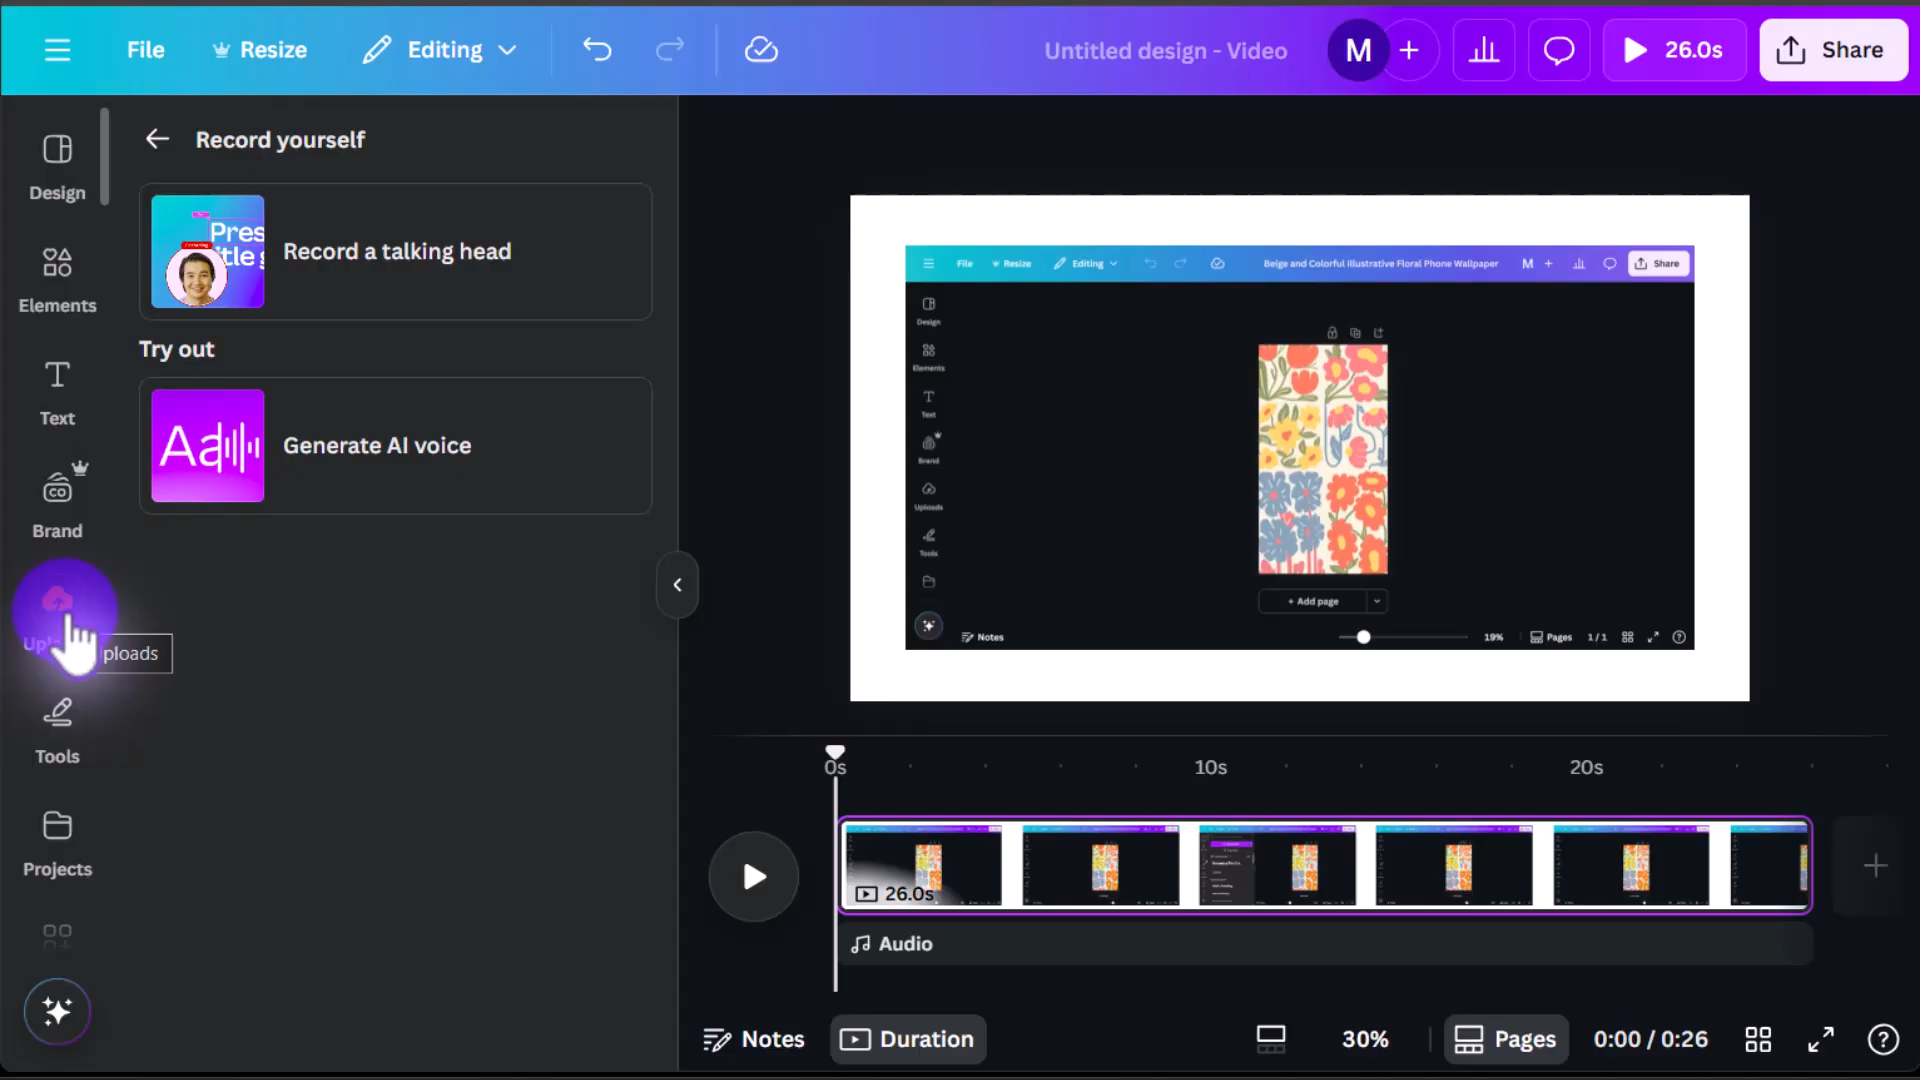 File
Resize
Editing
Untitled design - Video
M
26.0s
Share
Design
Elements
Text
Brand
CO
Uploads
Tools
Projects
Record yourself
Record a talking head
Try out
Aa
Generate AI voice
File
Resize
Editing
Beige and Colorful Illustrative Floral Phone Wallpaper
M
+
Share
Design
Elements
Text
Brand
Uploads
Tools
+ Add page
Notes
19%
Pages
1 / 1
0s
10s
20s
26.0s
Audio
Notes
Duration
30%
Pages
0:00 / 0:26